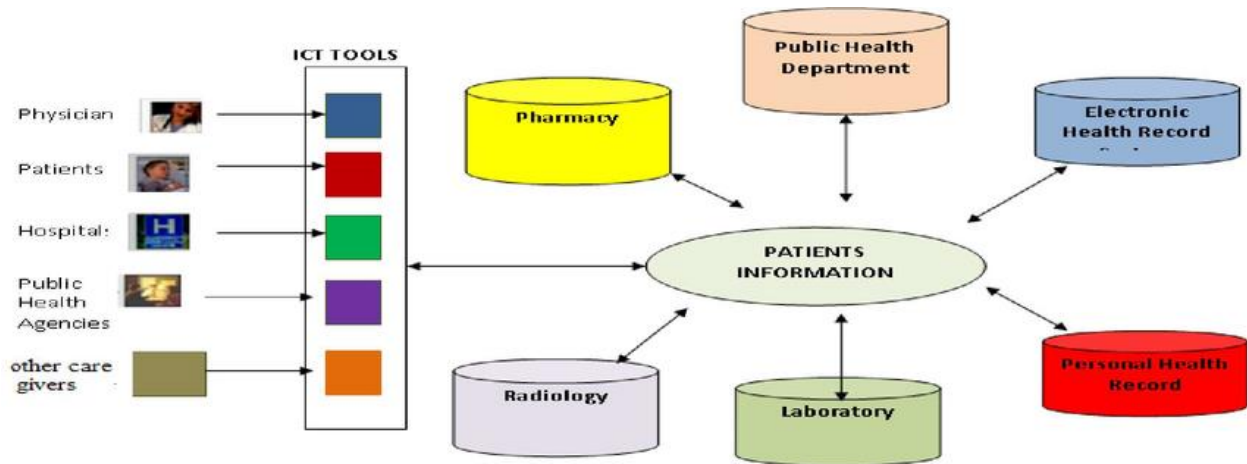 ICT TOOLS
Physician
Patients
Hospital:
Public
Health
Agencies
other care
givers
Pharmacy
Public Health
Department
Electronic
Health Record
PATIENTS
INFORMATION
Personal Health
Record
Radiology
Laboratory
H